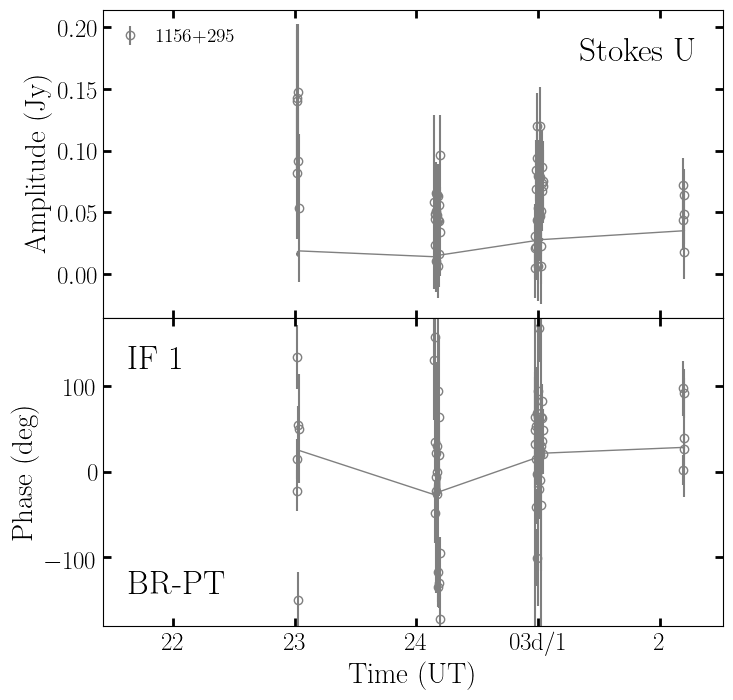 0.20
1156+295
Stokes U
0.15
0.10
0.05
0.00
Amplitude (Jy)
IF 1
100
0
−100
Phase (deg)
BR-PT
22 23 24 03d/1 2
Time (UT)